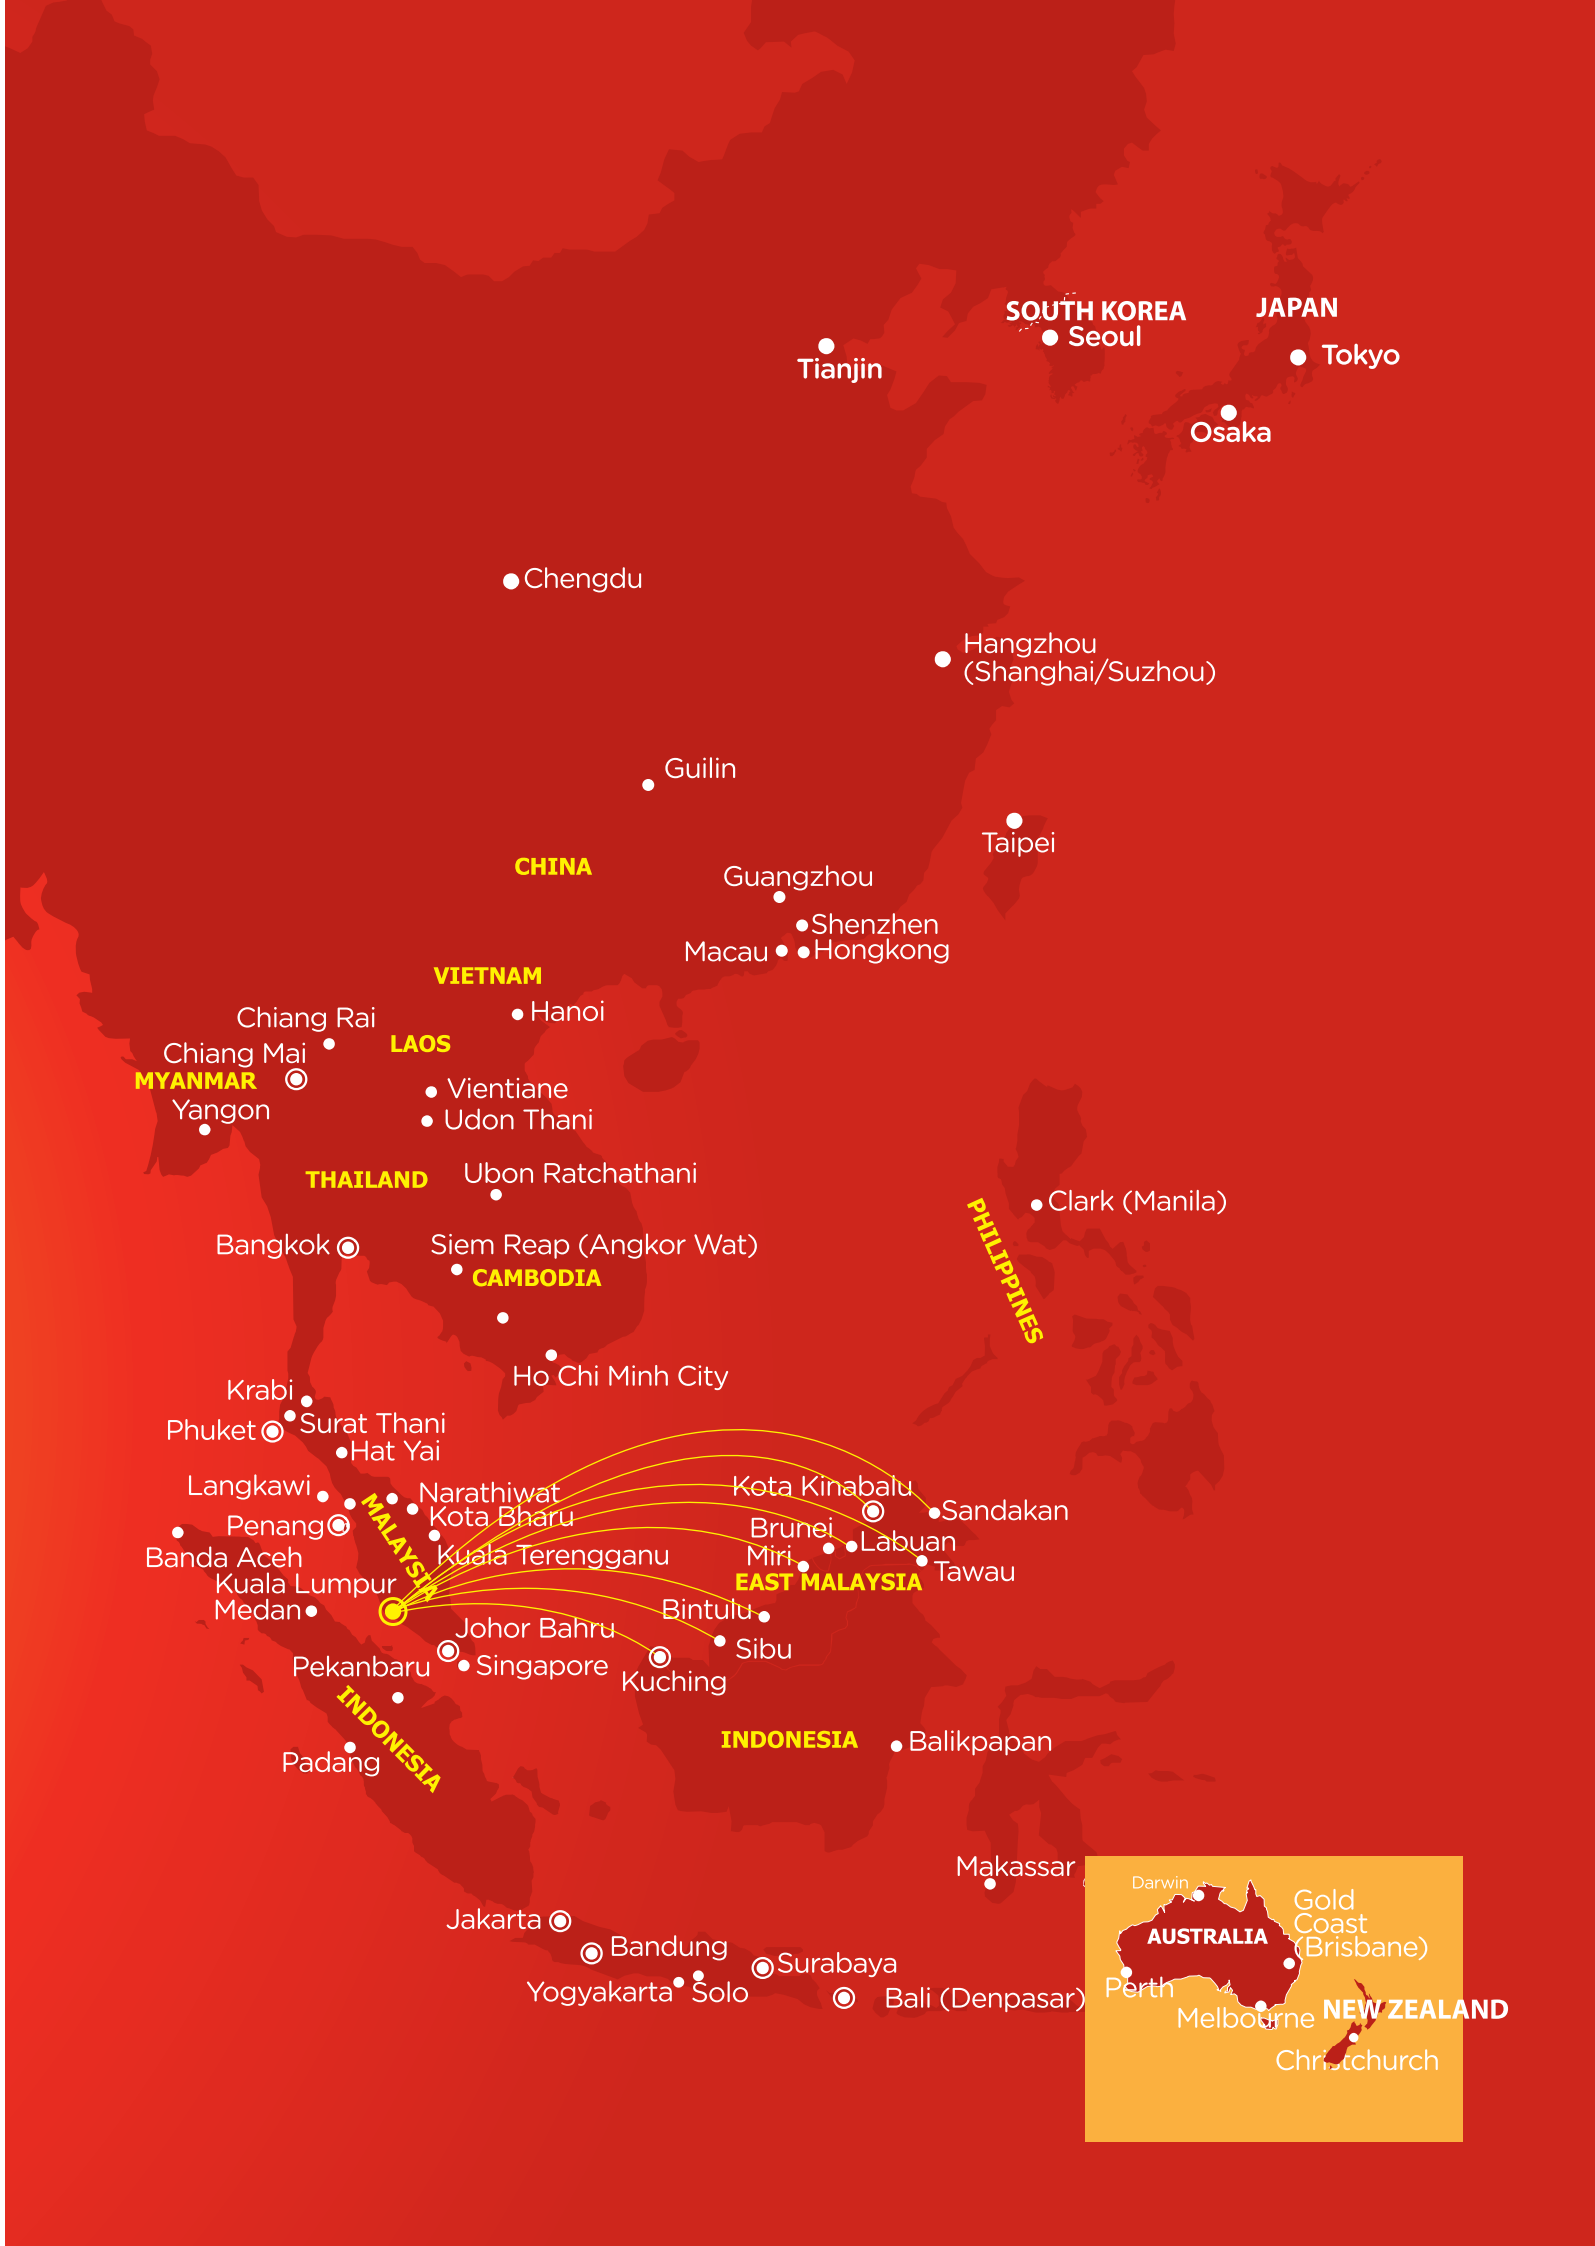 SOUTH KOREA
JAPAN
Seoul
Tokyo
Tianjin
Osaka
Chengdu
Hangzhou
(Shanghai/Suzhou)
Guilin
Taipei
CHINA
Guangzhou
Shenzhen
Macau
Hongkong
VIETNAM
Hanoi
Chiang Rai
LAOS
Chiang Mai
MYANMAR
Vientiane
Yangon
Udon Thani
THAILAND
Ubon Ratchathani
Clark (Manila)
PHILIPPINES
Bangkok
Siem Reap (Angkor Wat)
CAMBODIA
Ho Chi Minh City
Krabi
Surat Thani
Phuket
Hat Yai
Langkawi
Narathiwat
Kota Kinabalu
Sandakan
MALAYSIA
Kota Bharu
Penang
Brunei
Labuan
Banda Aceh
Kuala Terengganu
Miri
Tawau
Kuala Lumpur
EAST MALAYSIA
Medan
Bintulu
Johor Bahru
Sibu
Pekanbaru
Singapore
Kuching
INDONESIA
INDONESIA
Balikpapan
Padang
Makassar
Darwin
Gold
Coast
(Brisbane)
AUSTRALIA
Jakarta
Bandung
Surabaya
Yogyakarta
Solo
Bali (Denpasar)
Perth
Melbourne
NEW ZEALAND
Christchurch